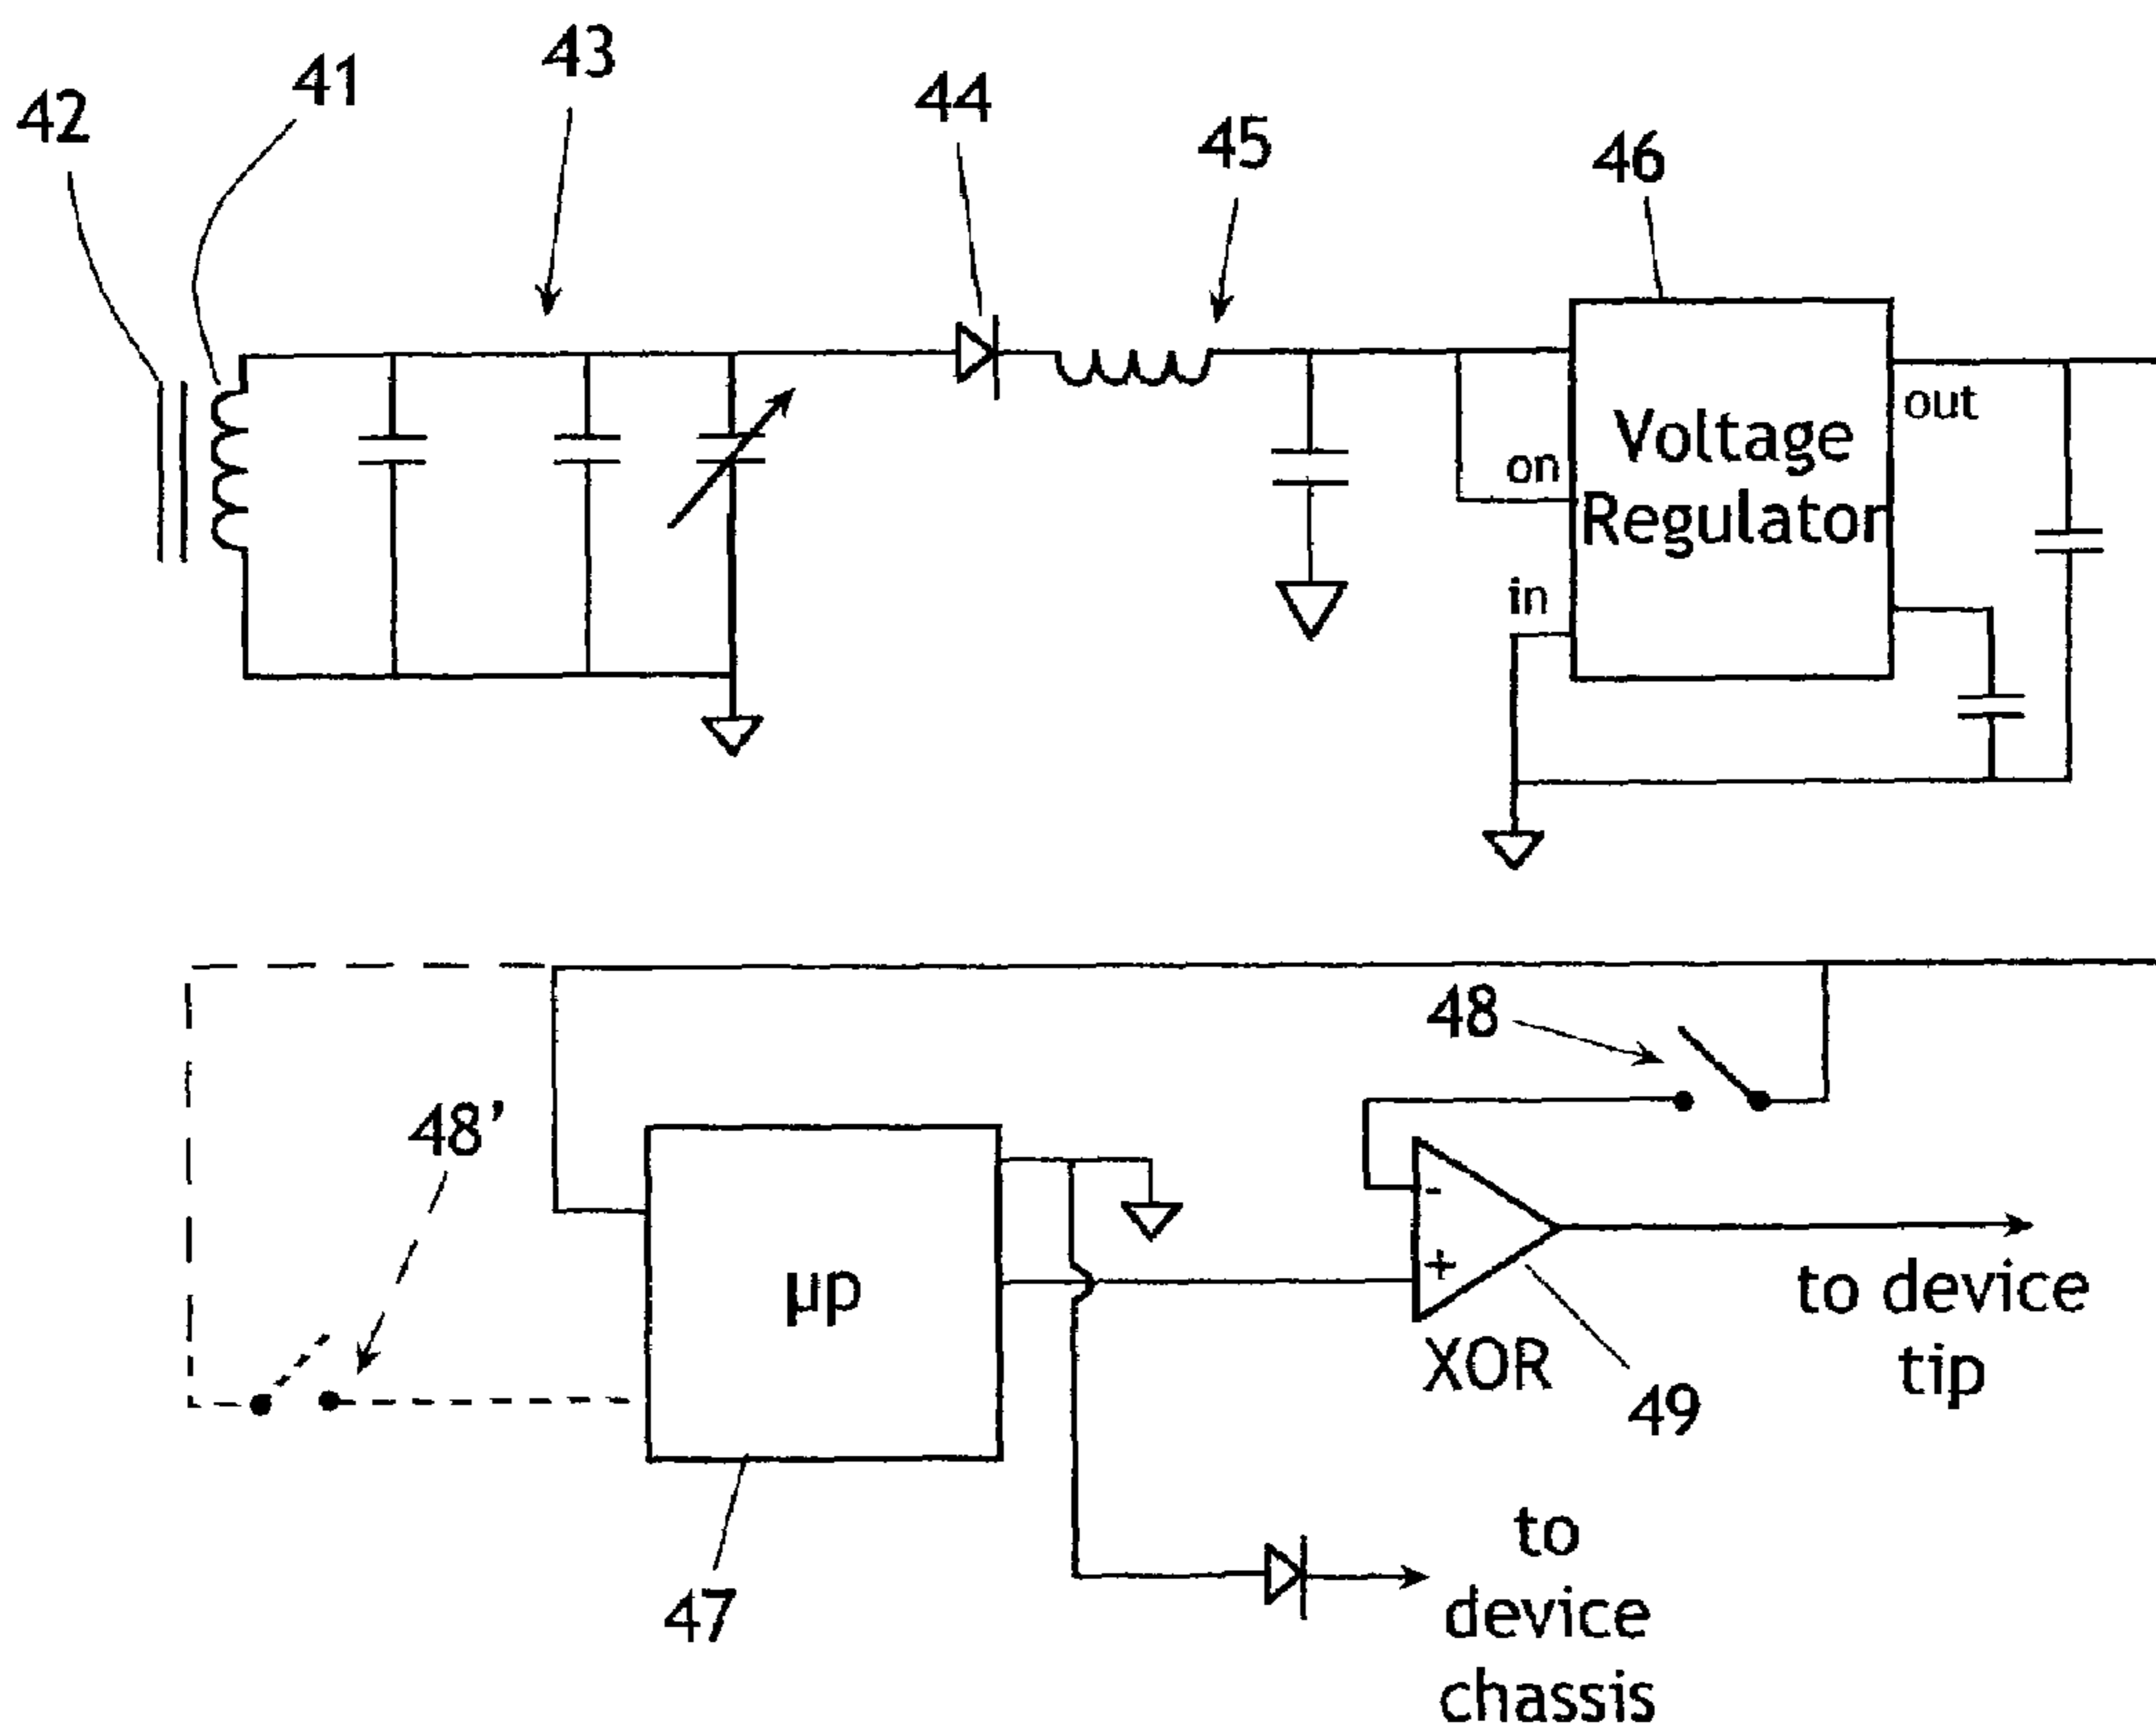 42
41
43
44
45
46
out
on
Voltage
Regulator
in
48
48’
-
+
µp
XOR
49
to device
tip
47
to
device
chassis